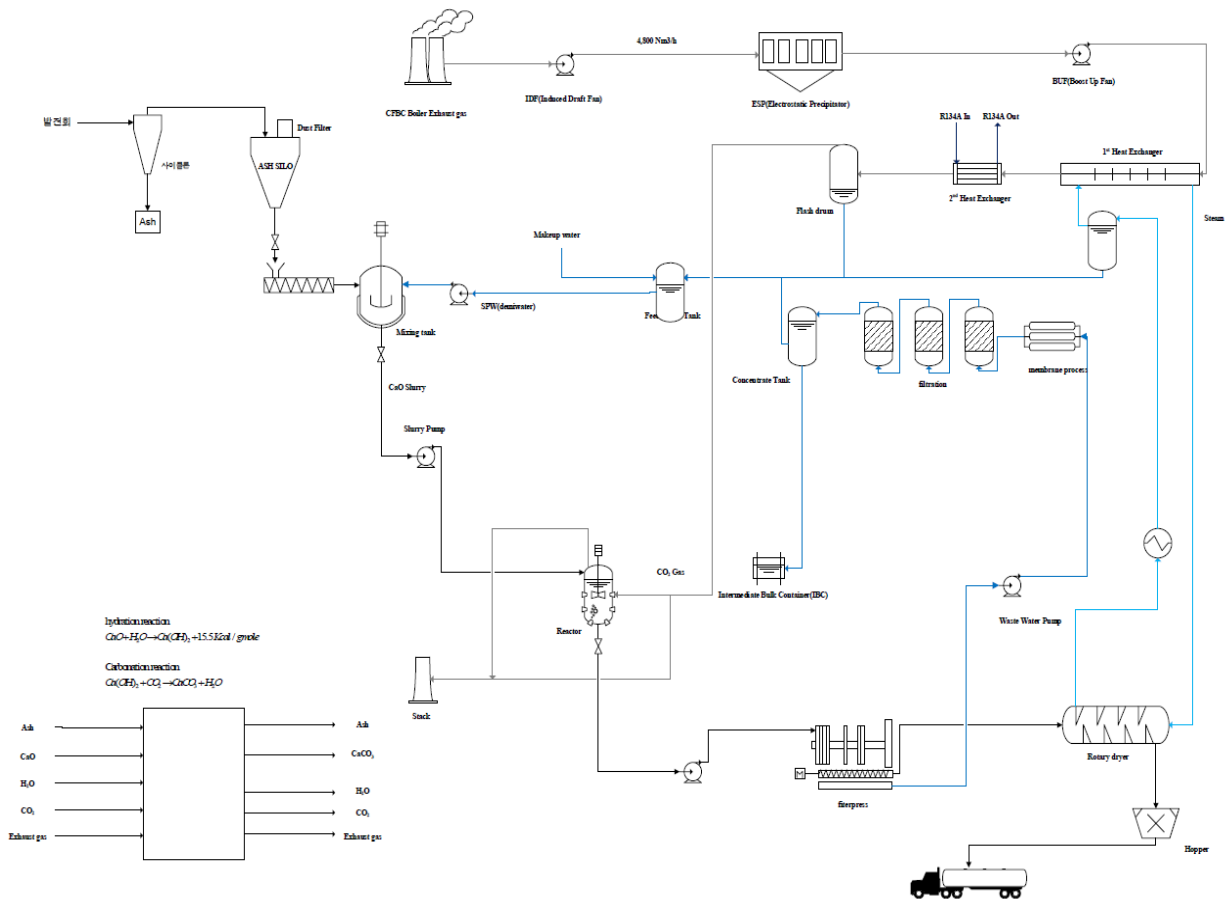 4,800 Nm3/h
CFBC Boiler Exhaust gas
IDF(Induced Draft Fan)
ESP(Electrostatic Precipitator)
BUF(Boost Up Fan)
발전회
사이클론
Ash
Dust Filter
ASH SILO
R134A In
R134A Out
1st Heat Exchanger
2nd Heat Exchanger
Flash drum
Steam
Makeup water
SPW(demiwater)
Tank
Mixing tank
CaO Slurry
Concentrate Tank
filtration
membrane process
Slurry Pump
CO2 Gas
Intermediate Bulk Container(IBC)
Waste Water Pump
Reactor
Stack
hydration reaction
CaO+H2O→Ca(OH)2+15.5Kcal / gmole
Carbonation reaction
Ca(OH)2+CO2→CaCO3+H2O
Ash
CaO
H2O
CO2
Exhaust gas
Ash
CaCO3
H2O
CO2
Exhaust gas
M
fiterpress
Rotary dryer
Hopper